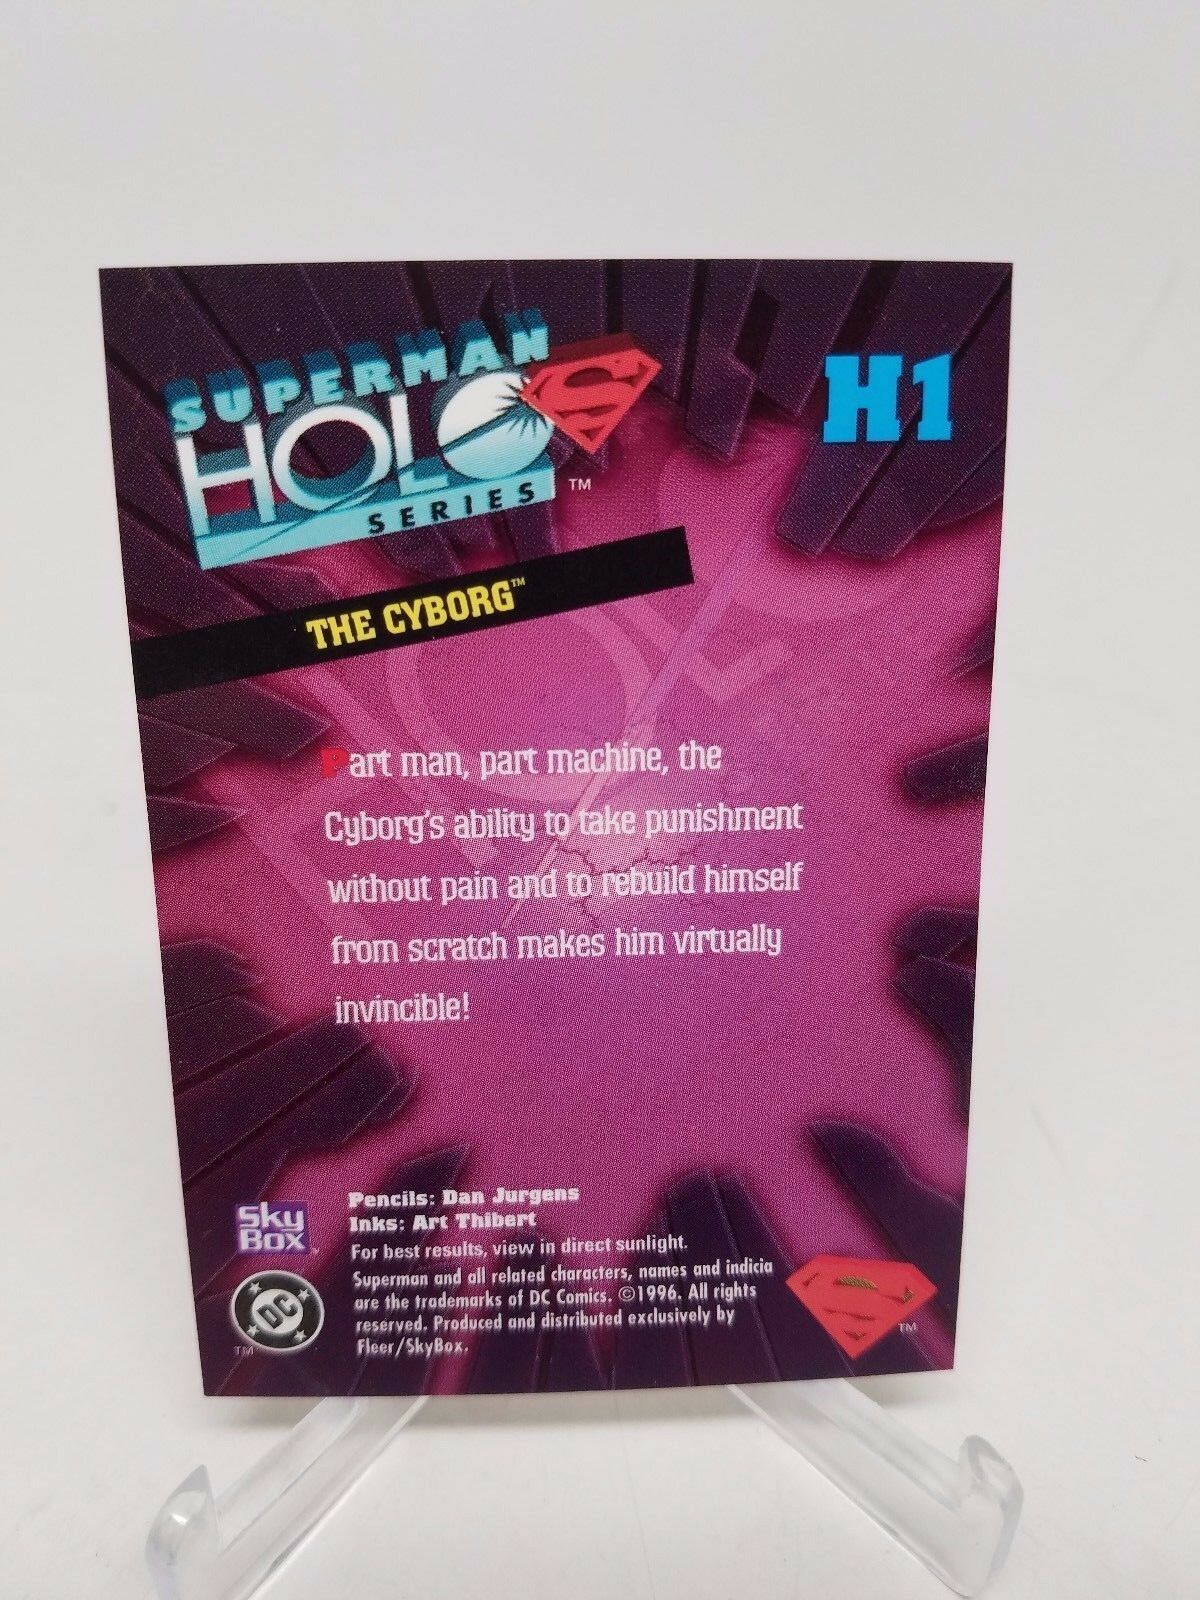 SUPERMAN
HOLO
SERIES
TM
H1
THE CYBORG™
Part man, part machine, the
Cyborg's ability to take punishment
without pain and to rebuild himself
from scratch makes him virtually
invincible!
Pencils: Dan Jurgens
Inks: Art Thibert
For best results, view in direct sunlight.
Superman and all related characters, names and indicia
are the trademarks of DC Comics. ©1996. All rights
reserved. Produced and distributed exclusively by
Fleer/SkyBox.
Sky
Box
DC
TM
S
TM